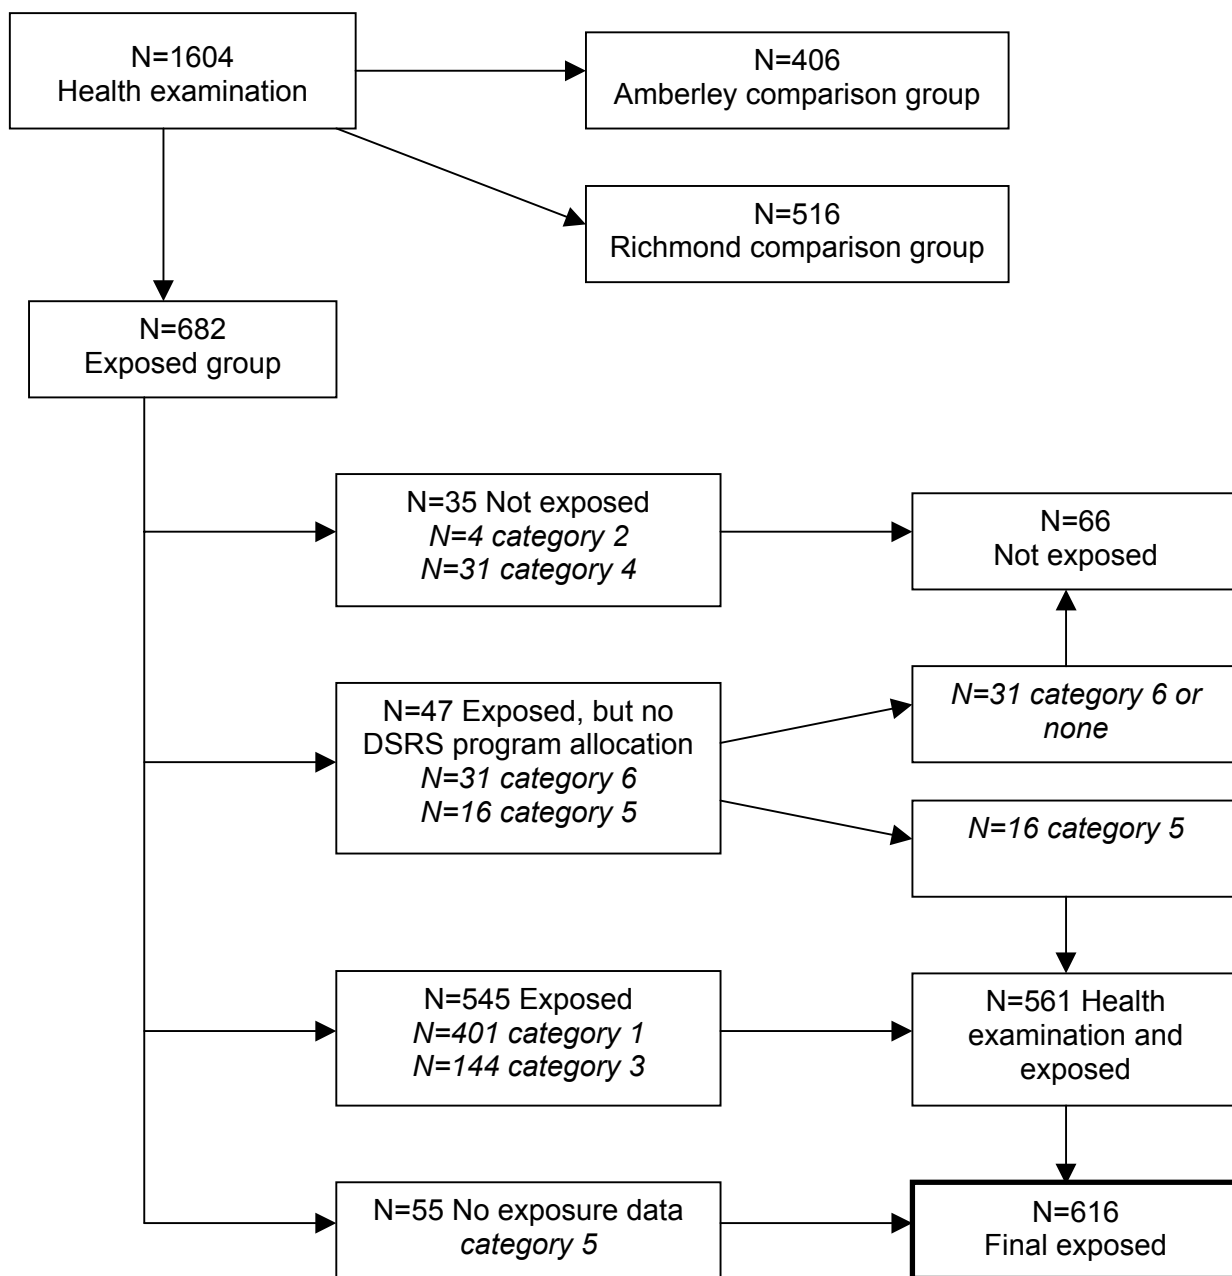 N=1604
Health examination
N=406
Amberley comparison group
N=516
Richmond comparison group
N=682
Exposed group
N=35 Not exposed
N=4 category 2
N=31 category 4
N=66
Not exposed
N=47 Exposed, but no
DSRS program allocation
N=31 category 6
N=16 category 5
N=31 category 6 or
none
N=16 category 5
N=545 Exposed
N=401 category 1
N=144 category 3
N=561 Health
examination and
exposed
N=55 No exposure data
category 5
N=616
Final exposed